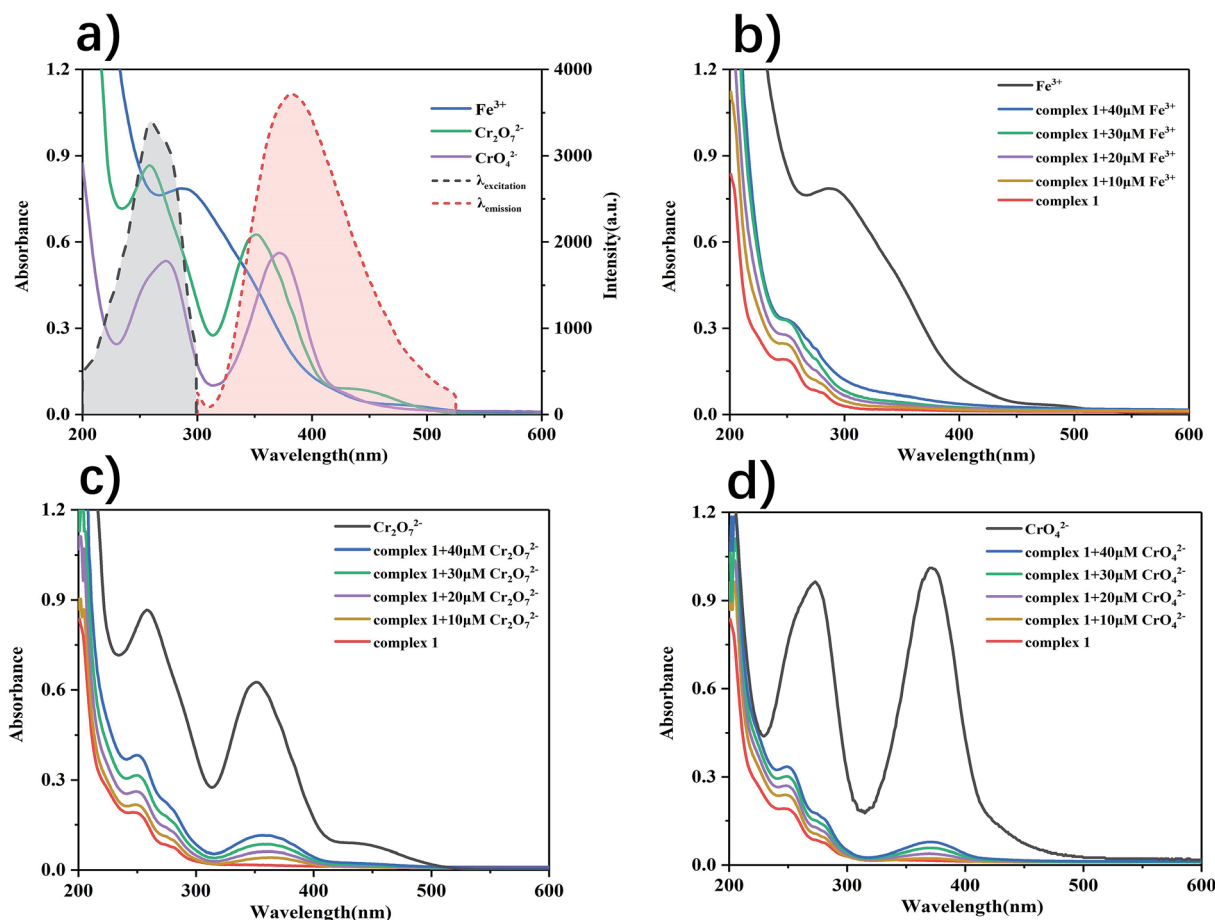 a)
1.2
0.9
0.6
0.3
0.0
4000
3000
2000
1000
0
200 300 400 500 600
Absorbance
Intensity(a.u.)
Wavelength(nm)
Fe³⁺
Cr₂O₇²⁻
CrO₄²⁻
λexcitation
λemission
b)
1.2
0.9
0.6
0.3
0.0
200 300 400 500 600
Absorbance
Wavelength(nm)
Fe³⁺
complex 1+40μM Fe³⁺
complex 1+30μM Fe³⁺
complex 1+20μM Fe³⁺
complex 1+10μM Fe³⁺
complex 1
c)
1.2
0.9
0.6
0.3
0.0
200 300 400 500 600
Absorbance
Wavelength(nm)
Cr₂O₇²⁻
complex 1+40μM Cr₂O₇²⁻
complex 1+30μM Cr₂O₇²⁻
complex 1+20μM Cr₂O₇²⁻
complex 1+10μM Cr₂O₇²⁻
complex 1
d)
1.2
0.9
0.6
0.3
0.0
200 300 400 500 600
Absorbance
Wavelength(nm)
CrO₄²⁻
complex 1+40μM CrO₄²⁻
complex 1+30μM CrO₄²⁻
complex 1+20μM CrO₄²⁻
complex 1+10μM CrO₄²⁻
complex 1